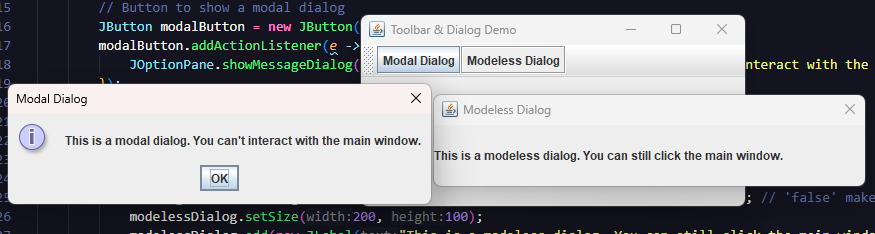 15 // Button to show a modal dialog
16 JButton modalButton = new JButton(
17 modalButton.addActionListener(e ->
18 JOptionPane.showMessageDialog(
nteract with the
19 });
Toolbar & Dialog Demo
Modal Dialog Modeless Dialog
Modal Dialog
This is a modal dialog. You can't interact with the main window.
OK
Modeless Dialog
This is a modeless dialog. You can still click the main window.
; // 'false' make
26 modelessDialog.setSize(width:200, height:100);